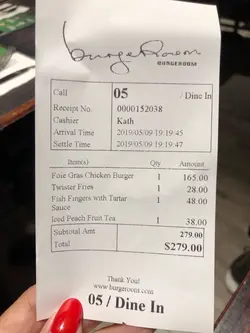 BurgeRoom
BURGEROOM
Call 05 / Dine In
Receipt No. 0000152038
Cashier Kath
Arrival Time 2019/05/09 19:19:45
Settle Time 2019/05/09 19:19:47
Item(s) Qty Amount
Foie Gras Chicken Burger 1 165.00
Twister Fries 1 28.00
Fish Fingers with Tartar 1 48.00
Sauce
Iced Peach Fruit Tea 1 38.00
Subtotal Amt 279.00
Total $279.00
Thank You!
www.burgeroom.com
05 / Dine In